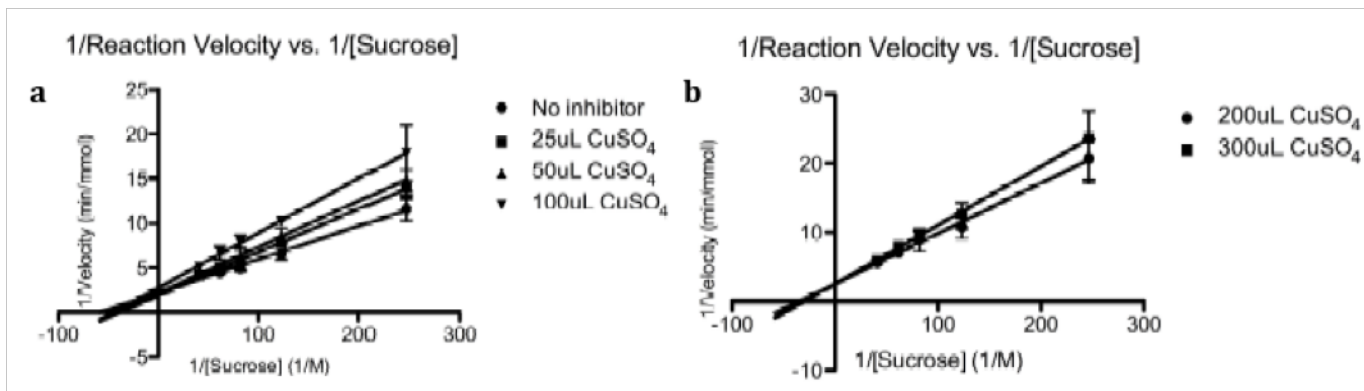 1/Reaction Velocity vs. 1/[Sucrose]
a
1/Velocity (min/mmol)
25
20
15
10
5
-5
-100
100
200
300
1/[Sucrose] (1/M)
No inhibitor
25uL CuSO₄
50uL CuSO₄
100uL CuSO₄
1/Reaction Velocity vs. 1/[Sucrose]
b
1/Velocity (min/mmol)
30
20
10
-10
-100
100
200
300
1/[Sucrose] (1/M)
200uL CuSO₄
300uL CuSO₄